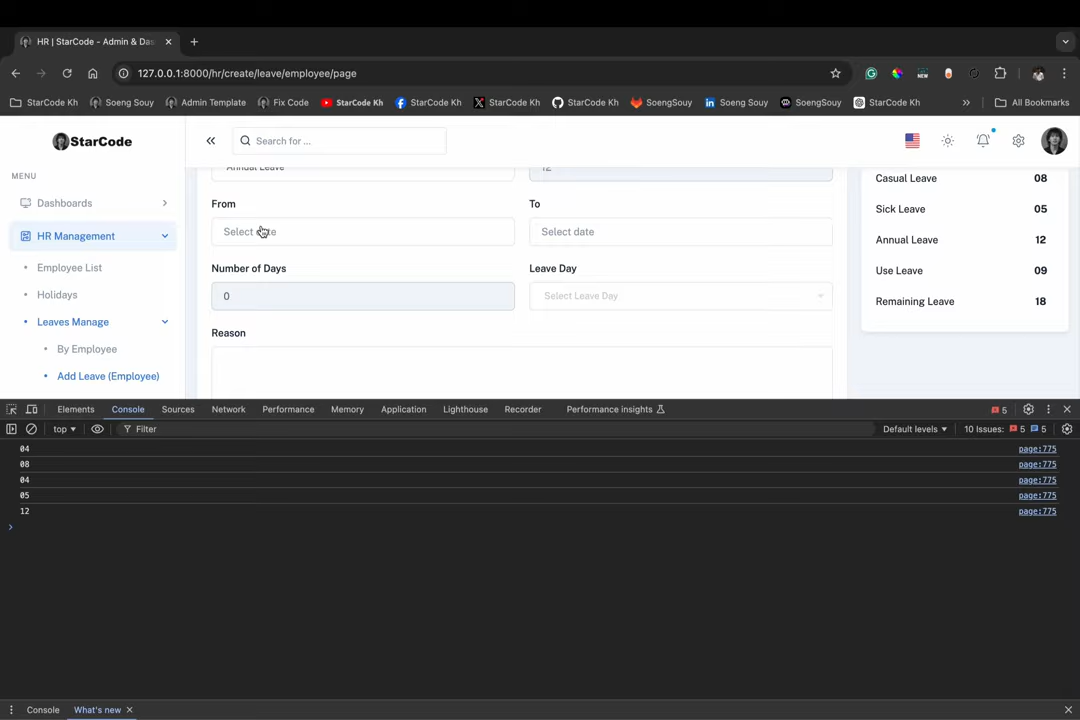 HR | StarCode - Admin & Das
127.0.0.1:8000/hr/create/leave/employee/page
StarCode Kh
Soeng Souy
Admin Template
Fix Code
StarCode Kh
StarCode Kh
StarCode Kh
StarCode Kh
SoengSouy
Soeng Souy
SoengSouy
StarCode Kh
»
All Bookmarks
StarCode
Search for ...
MENU
Dashboards
HR Management
Employee List
Holidays
Leaves Manage
By Employee
Add Leave (Employee)
Annual Leave
12
From
To
Select date
Select date
Number of Days
Leave Day
0
Select Leave Day
Reason
Casual Leave 08
Sick Leave 05
Annual Leave 12
Use Leave 09
Remaining Leave 18
Elements Console Sources Network Performance Memory Application Lighthouse Recorder Performance insights 5
top Filter Default levels 10 Issues: 5 5
04 page:775
08 page:775
04 page:775
05 page:775
12 page:775
Console What's new